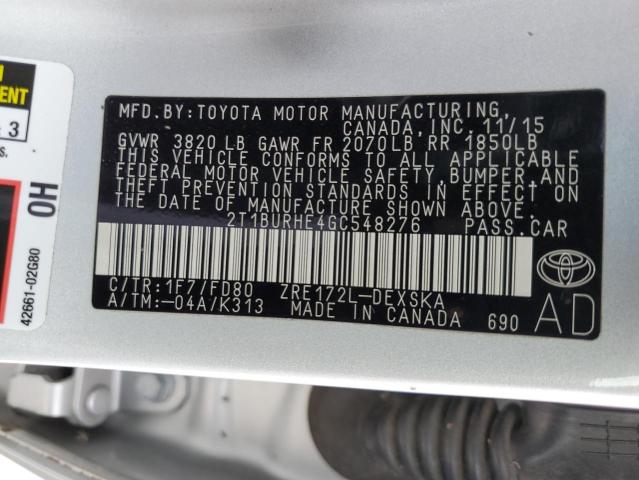 MFD. BY: TOYOTA MOTOR MANUFACTURING,
CANADA, INC. 11/15
GVWR 3820 LB GAWR FR 2070LB RR 1850LB
THIS VEHICLE CONFORMS TO ALL APPLICABLE
FEDERAL MOTOR VEHICLE SAFETY, BUMPER, AND
THEFT PREVENTION STANDARDS IN EFFECT ON
THE DATE OF MANUFACTURE SHOWN ABOVE.
2T1BURHE4GC548276 PASS.CAR
C/TR: 1F7/FD80 ZRE172L-DEXSKA
A/TM: -04A/K313 MADE IN CANADA 690
AD
3
s.
OH
42661-02G80